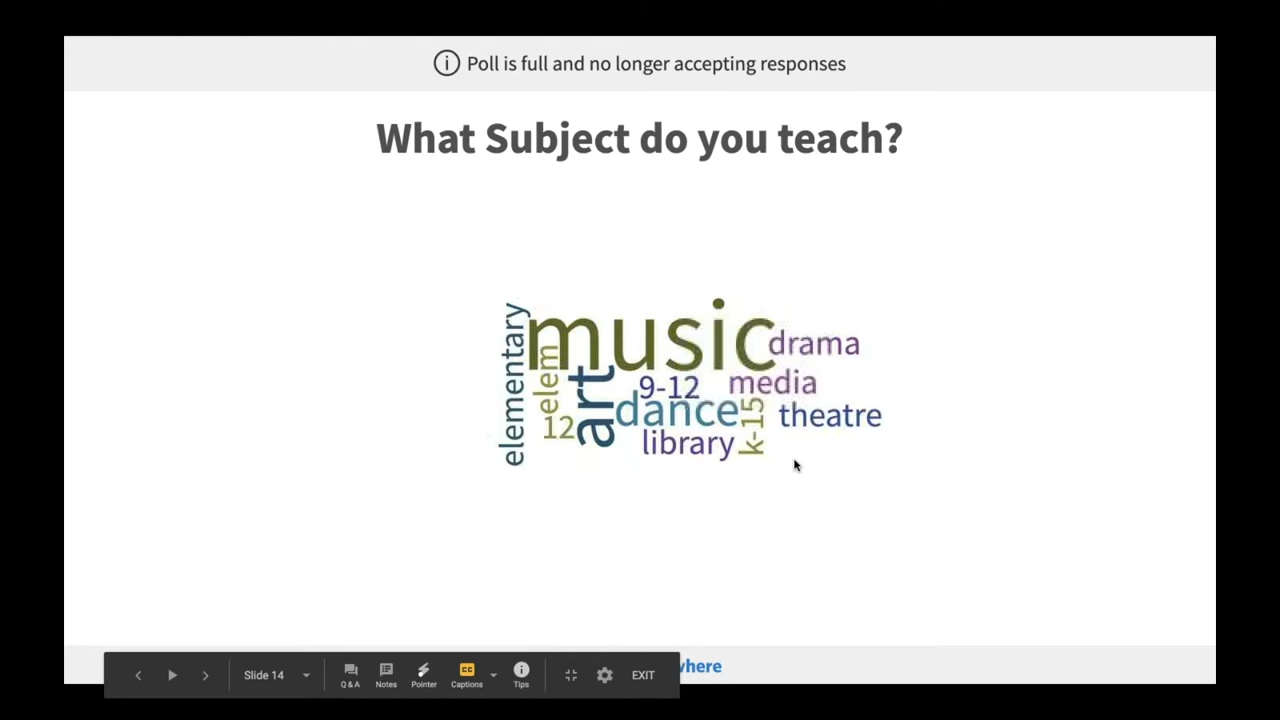 Poll is full and no longer accepting responses
What Subject do you teach?
elementary
music
drama
elem
art
9-12
media
12
dance
k-15
theatre
library
where
Slide 14
Q & A
Notes
Pointer
CC
Captions
Tips
EXIT